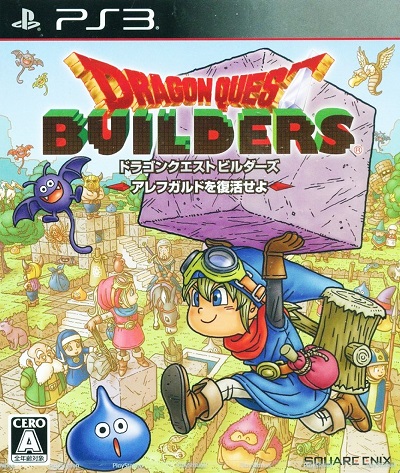 PS3
DRAGON QUEST
BUILDERS®
ドラゴンクエスト ビルダーズ
アレフガルドを復活せよ
CERO
A
全年齢対象
SQUARE ENIX